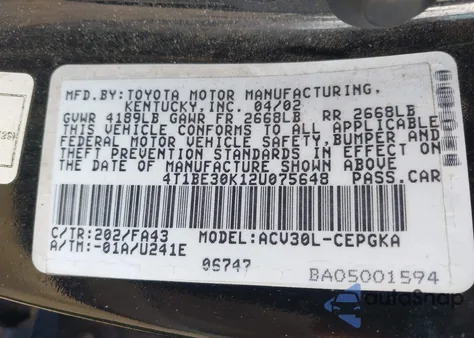 MFD.BY:TOYOTA MOTOR MANUFACTURING,
KENTUCKY,INC. 04/02
GVWR 4189LB GAWR FR 2668LB RR 2668LB
THIS VEHICLE CONFORMS TO ALL APPLICABLE
FEDERAL MOTOR VEHICLE SAFETY,BUMPER AND
THEFT PREVENTION STANDARDS IN EFFECT ON
THE DATE OF MANUFACTURE SHOWN ABOVE
4T1BE30K12U075648 PASS.CAR
C/TR:202/FA43 MODEL:ACV30L-CEPGKA
A/TM:-01A/U241E
06747 BA05001594
autoSnap